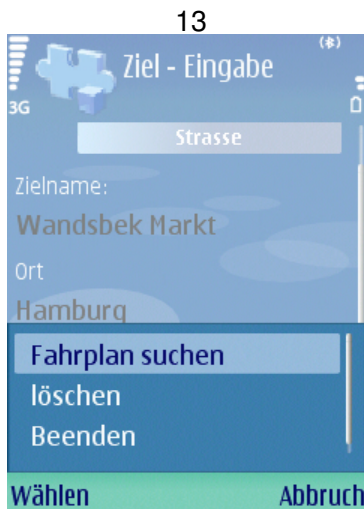 13
3G
Ziel - Eingabe
Strasse
Zielname:
Wandsbek Markt
Ort
Hamburg
Fahrplan suchen
löschen
Beenden
Wählen
Abbruch